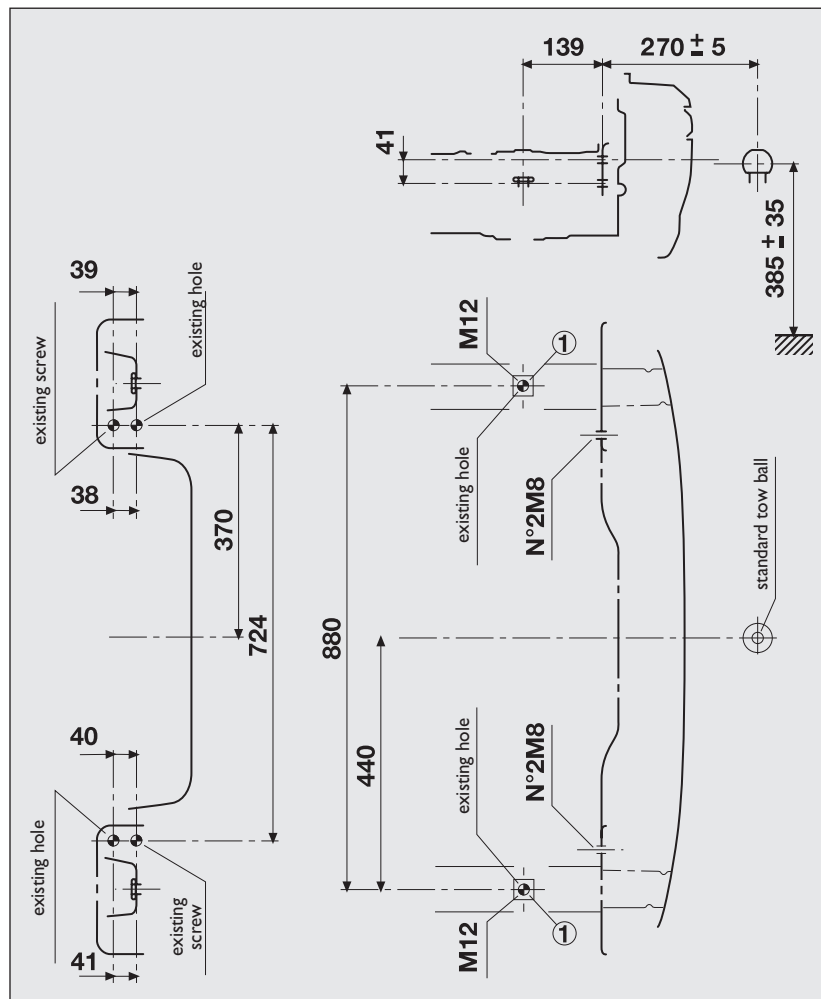 139
270 ± 5
41
385 ± 35
39
existing hole
existing screw
38
370
724
40
existing hole
existing
screw
41
M12
1
existing hole
N°2M8
880
440
standard tow ball
existing hole
N°2M8
M12
1